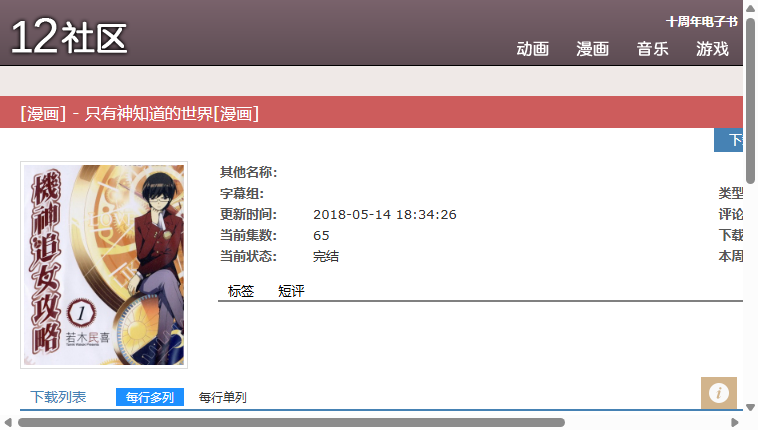 12社区
十周年电子书
动画 漫画 音乐 游戏
[漫画] - 只有神知道的世界[漫画]
機神追女攻略
1
若木民喜
其他名称:
字幕组: 类型
更新时间: 2018-05-14 18:34:26 评论
当前集数: 65 下载
当前状态: 完结 本周
标签 短评
下载列表 每行多列 每行单列